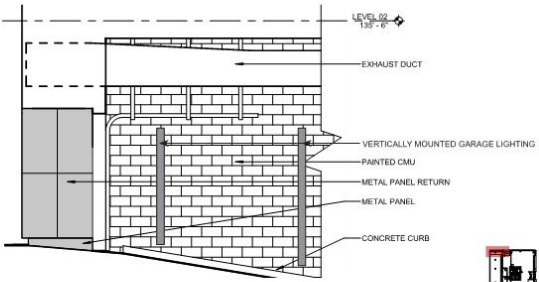 LEVEL 02
135' - 6"
EXHAUST DUCT
VERTICALLY MOUNTED GARAGE LIGHTING
PAINTED CMU
METAL PANEL RETURN
METAL PANEL
CONCRETE CURB